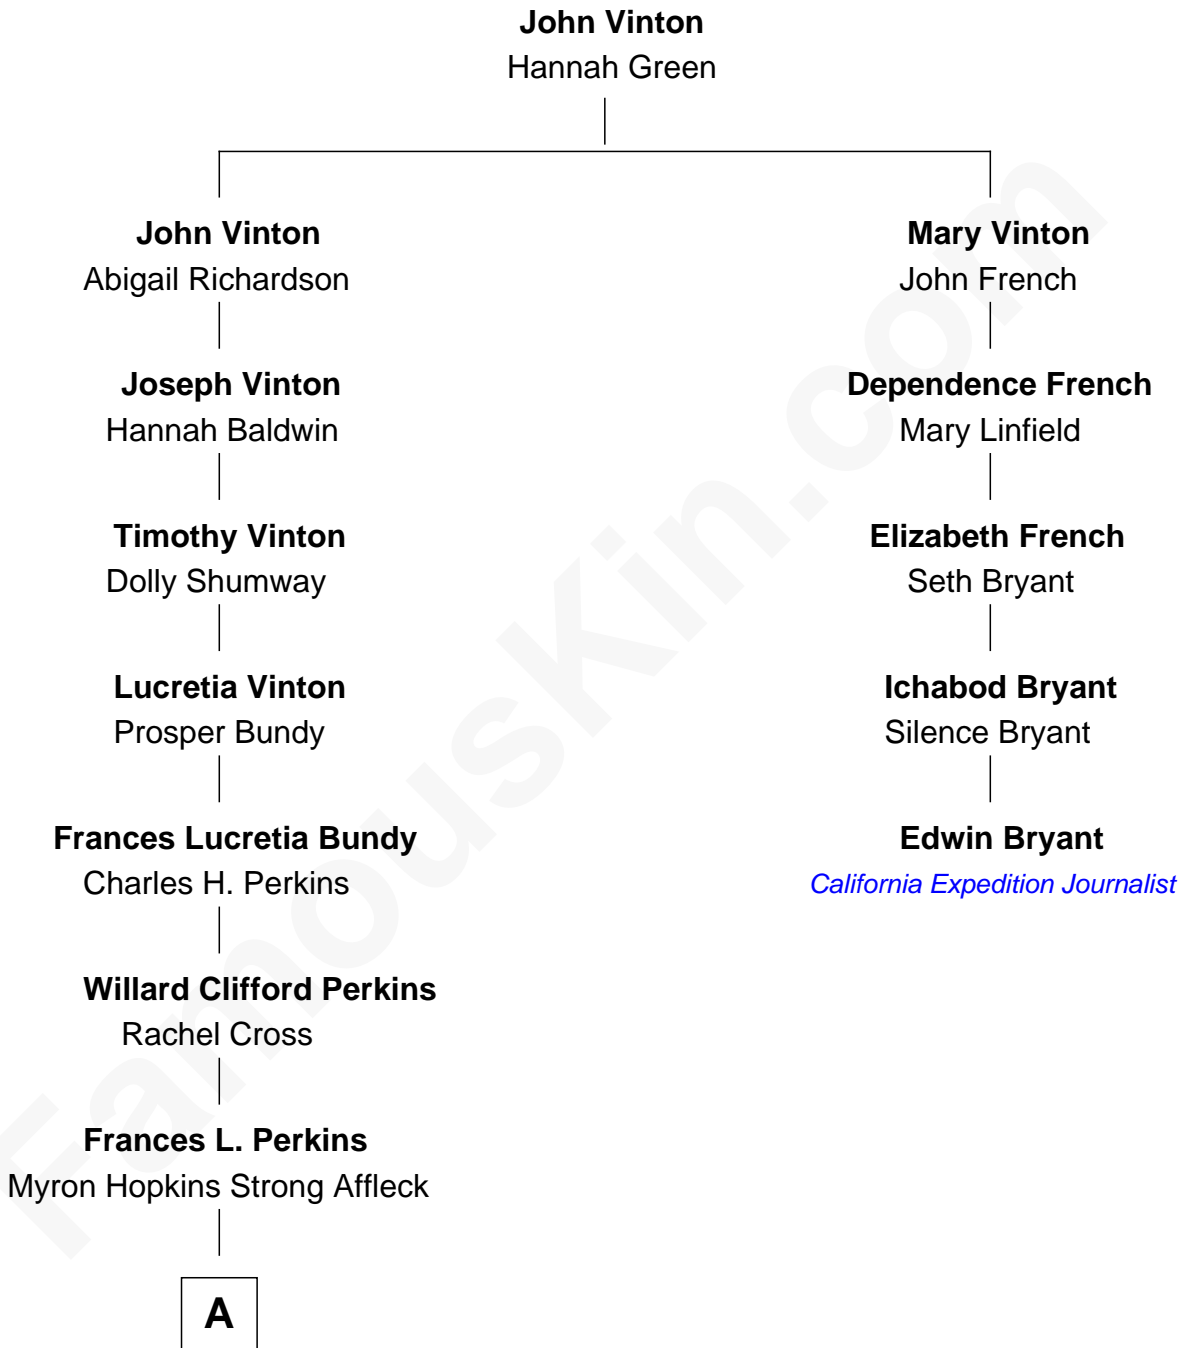 John Vinton
Hannah Green
John Vinton
Abigail Richardson
Mary Vinton
John French
Joseph Vinton
Hannah Baldwin
Dependence French
Mary Linfield
Timothy Vinton
Dolly Shumway
Elizabeth French
Seth Bryant
Lucretia Vinton
Prosper Bundy
Ichabod Bryant
Silence Bryant
Frances Lucretia Bundy
Charles H. Perkins
Edwin Bryant
California Expedition Journalist
Willard Clifford Perkins
Rachel Cross
Frances L. Perkins
Myron Hopkins Strong Affleck
A
FamousKin.com